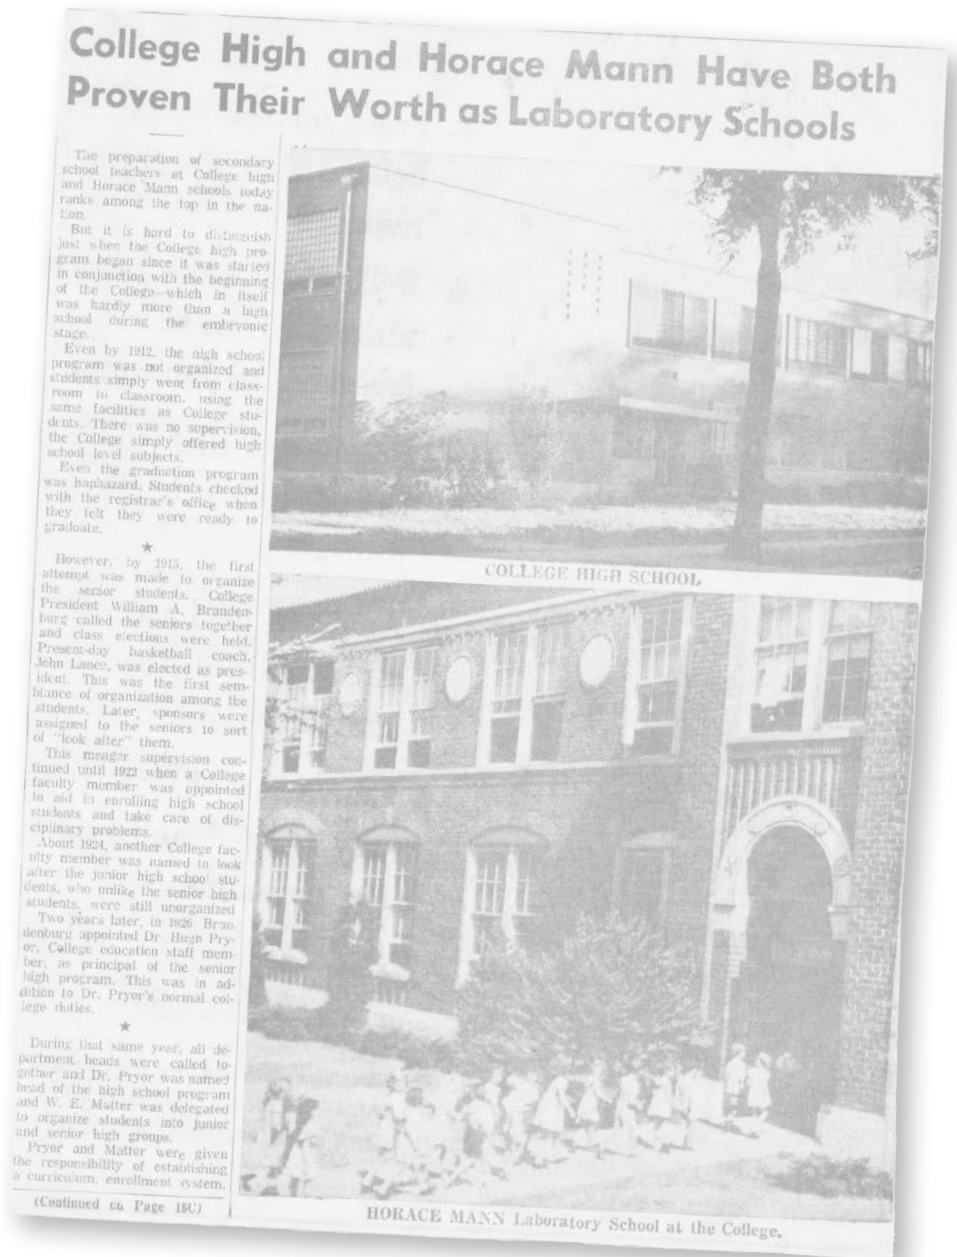 College High and Horace Mann Have Both
Proven Their Worth as Laboratory Schools
The preparation of secondary
school teachers at College high
and Horace Mann schools today
ranks among the top in the na-
tion.
But it is hard to distinguish
just when the College high pro-
gram began since it was started
in conjunction with the beginning
of the College—which in itself
was hardly more than a high
school during the embryonic
stage.
Even by 1912, the high school
program was not organized and
students simply went from class-
room to classroom, using the
same facilities as College stu-
dents. There was no supervision,
the College simply offered high
school level subjects.
Even the graduation program
was haphazard. Students checked
with the registrar's office when
they felt they were ready to
graduate.
★
However, by 1915, the first
attempt was made to organize
the senior students. College
President William A. Branden-
burg called the seniors together
and class elections were held.
Present-day basketball coach,
John Lance, was elected as pres-
ident. This was the first sem-
blance of organization among the
students. Later, sponsors were
assigned to the seniors to sort
of "look after" them.
This meager supervision con-
tinued until 1922 when a College
faculty member was appointed
to aid in enrolling high school
students and take care of dis-
ciplinary problems.
About 1924, another College fac-
ulty member was named to look
after the junior high school stu-
dents, who unlike the senior high
students, were still unorganized
Two years later, in 1926 Bran-
denburg appointed Dr Hugh Pry-
or, College education staff mem-
ber, as principal of the senior
high program. This was in ad-
dition to Dr. Pryor's normal col-
lege duties.
★
During that same year, all de-
partment heads were called to-
gether and Dr. Pryor was named
head of the high school program
and W. E. Matter was delegated
to organize students into junior
and senior high groups.
Pryor and Matter were given
the responsibility of establishing
a curriculum, enrollment system,
(Continued on Page 18C)
COLLEGE HIGH SCHOOL
HORACE MANN Laboratory School at the College.